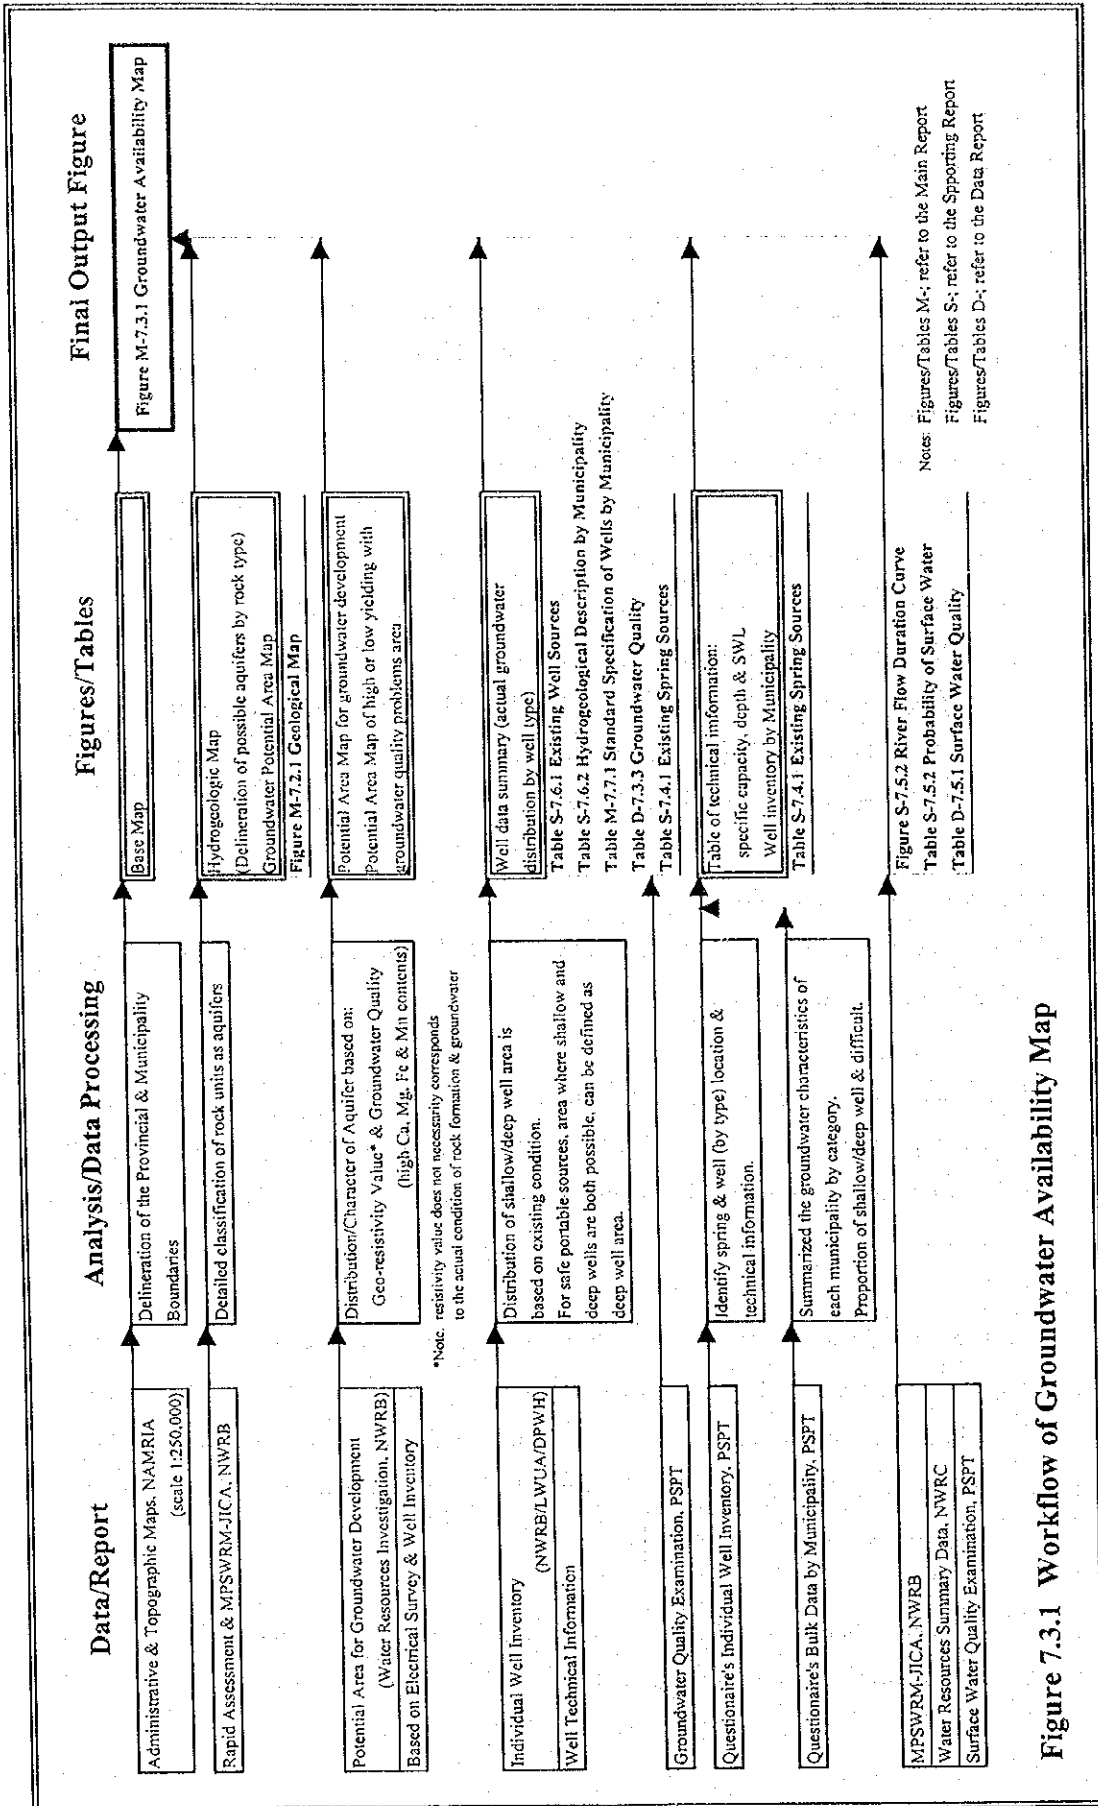 Data/Report
Analysis/Data Processing
Figures/Tables
Final Output Figure
Administrative & Topographic Maps, NAMRIA
(scale 1:250,000)
Delineration of the Provincial & Municipality
Boundaries
Base Map
Figure M-7.3.1 Groundwater Availability Map
Rapid Assessment & MPSWRM-JICA, NWRB
Detailed classification of rock units as aquifers
Hydrogeologic Map
(Delineration of possible aquifers by rock type)
Groundwater Potential Area Map
Figure M-7.2.1 Geological Map
Potential Area for Groundwater Development
(Water Resources Investigation, NWRB)
Based on Electrical Survey & Well Inventory
Distribution/Character of Aquifer based on:
Geo-resistivity Value* & Groundwater Quality
(high Ca, Mg, Fe & Mn contents)
*Note. resistivity value does not necessarity corresponds
to the actual condition of rock formation & groundwater
Potential Area Map for groundwater development
Potential Area Map of high or low yielding with
groundwater quality problems area
Individual Well Inventory
(NWRB/LWUA/DPWH)
Well Technical Information
Distribution of shallow/deep well area is
based on existing condition.
For safe portable sources, area where shallow and
deep wells are both possible, can be defined as
deep well area.
Well data summary (actual groundwater
distribution by well type)
Table S-7.6.1 Existing Well Sources
Table S-7.6.2 Hydrogeological Description by Municipality
Table M-7.7.1 Standard Specification of Wells by Municipality
Table D-7.3.3 Groundwater Quality
Table S-7.4.1 Existing Spring Sources
Groundwater Quality Examination, PSPT
Questionaire's Individual Well Inventory, PSPT
Identify spring & well (by type) location &
technical information.
Table of technical imformation:
specific capacity, depth & SWL
Well inventory by Municipality
Table S-7.4.1 Existing Spring Sources
Questionaire's Bulk Data by Municipality, PSPT
Summarized the groundwater characteristics of
each municipality by category.
Proportion of shallow/deep well & difficult.
MPSWRM-JICA, NWRB
Water Resources Summary Data, NWRC
Surface Water Quality Examination, PSPT
Figure S-7.5.2 River Flow Duration Curve
Table S-7.5.2 Probability of Surface Water
Table D-7.5.1 Surface Water Quality
Notes: Figures/Tables M-; refer to the Main Report
Figures/Tables S-; refer to the Spporting Report
Figures/Tables D-; refer to the Data Report
Figure 7.3.1 Workflow of Groundwater Availability Map